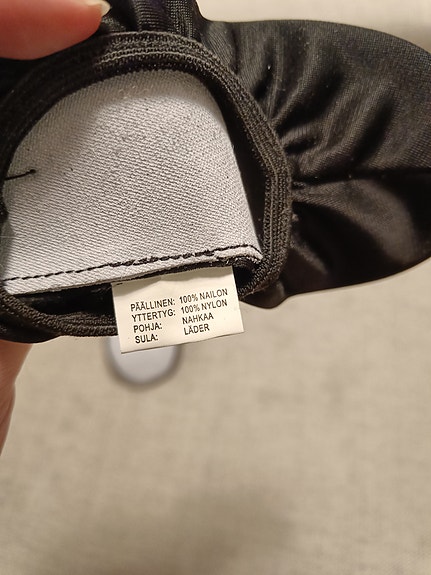 PÄÄLLINEN: 100% NAILON
YTTERTYG: 100% NYLON
POHJA: NAHKAA
SULA: LÄDER